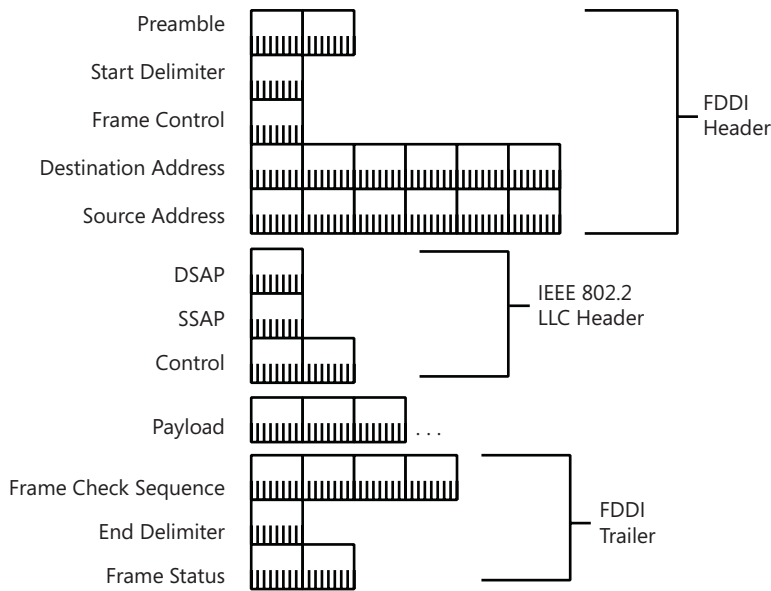 Preamble
Start Delimiter
Frame Control
Destination Address
Source Address
FDDI
Header
DSAP
SSAP
Control
IEEE 802.2
LLC Header
Payload
...
Frame Check Sequence
End Delimiter
Frame Status
FDDI
Trailer